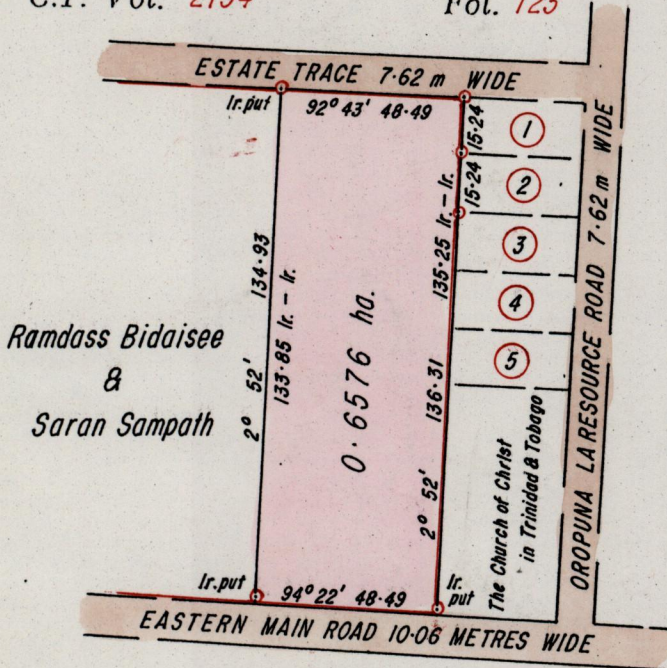 C.T. Vol. 2154 Fol. 123
ESTATE TRACE 7·62 m WIDE
Ir.put
92° 43' 48·49
15·24
15·24
1
2
3
4
5
134·93
2° 52'
133·85 Ir. – Ir.
0·6576 ha.
135·25 Ir. – Ir.
136·31
2° 52'
Ramdass Bidaisee
&
Saran Sampath
The Church of Christ
in Trinidad & Tobago
OROPUNA LARESOURCE ROAD 7·62 m WIDE
Ir.put
94° 22' 48·49
Ir.
put
EASTERN MAIN ROAD 10·06 METRES WIDE